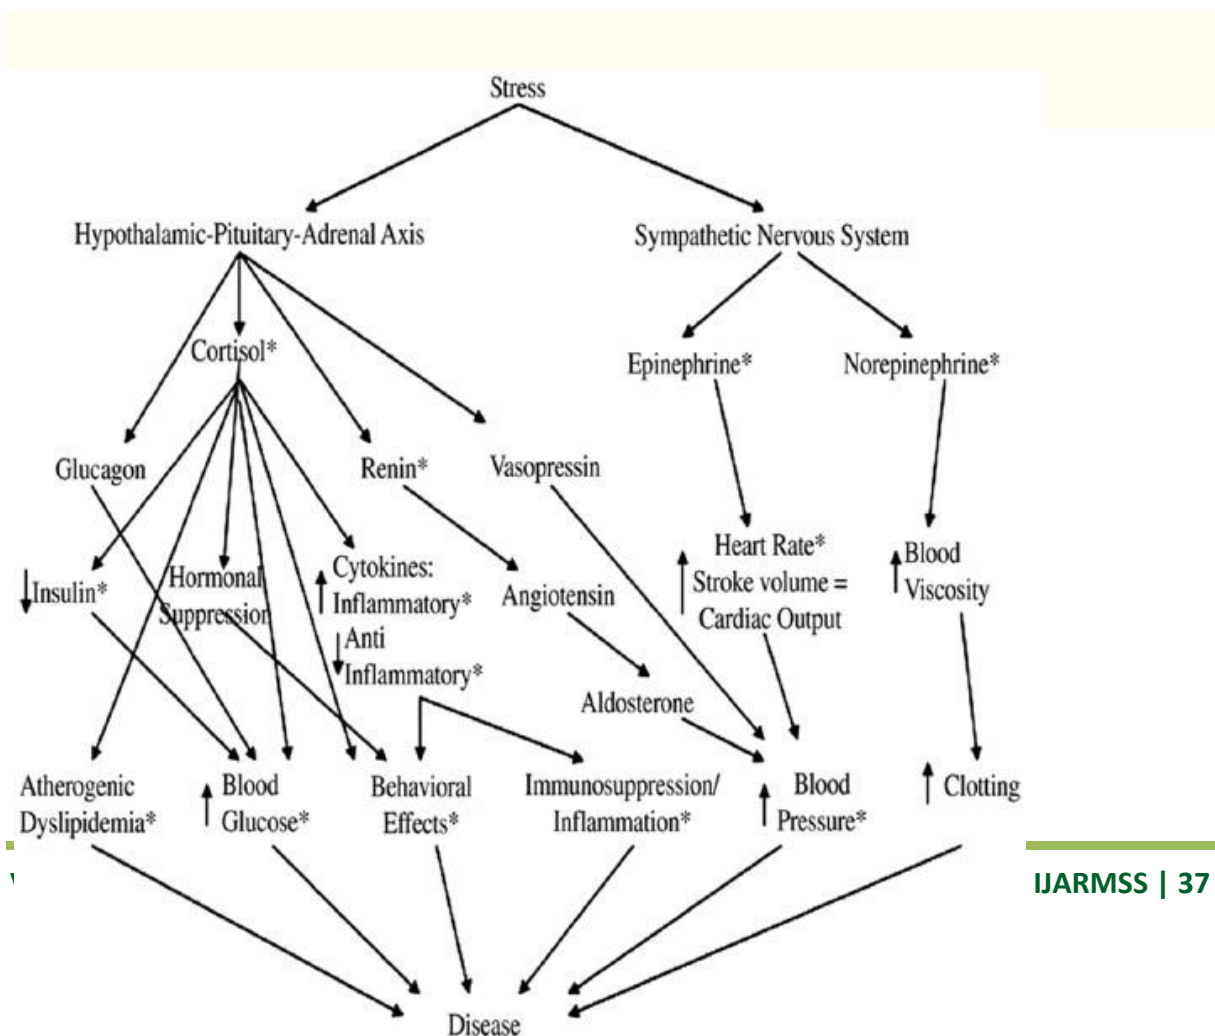 Stress
Hypothalamic-Pituitary-Adrenal Axis
Sympathetic Nervous System
Cortisol*
Epinephrine*
Norepinephrine*
Glucagon
Renin*
Vasopressin
Insulin*
Hormonal
Suppression
Cytokines:
Inflammatory*
Anti
Inflammatory*
Angiotensin
Heart Rate*
Stroke volume =
Cardiac Output
Blood
Viscosity
Aldosterone
Atherogenic
Dyslipidemia*
Blood
Glucose*
Behavioral
Effects*
Immunosuppression/
Inflammation*
Blood
Pressure*
Clotting
IJARMSS | 37
Disease